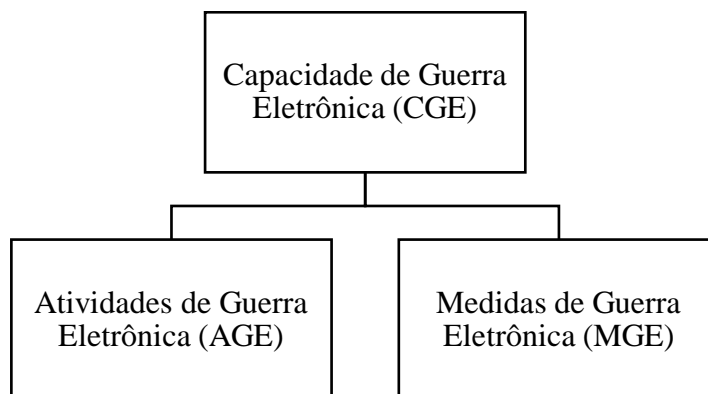 Capacidade de Guerra
Eletrônica (CGE)
Atividades de Guerra
Eletrônica (AGE)
Medidas de Guerra
Eletrônica (MGE)